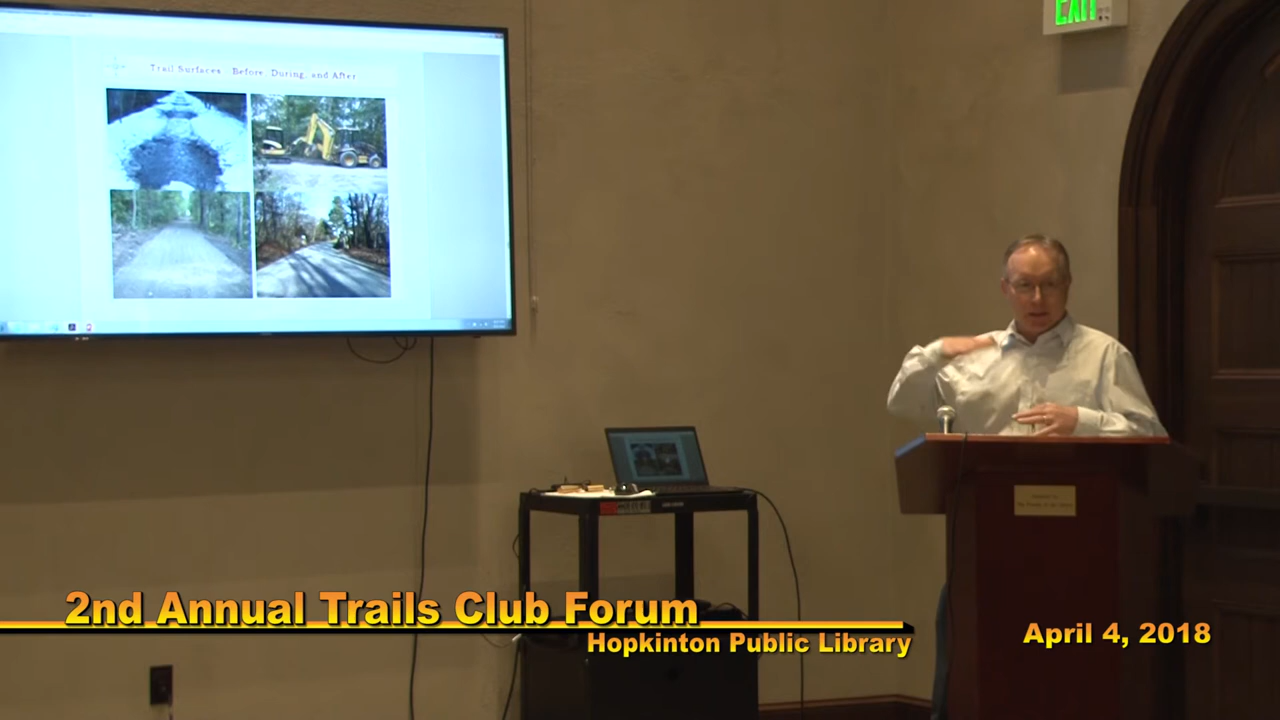 EXIT
Trail Surfaces Before, During, and After
2nd Annual Trails Club Forum
Hopkinton Public Library
April 4, 2018